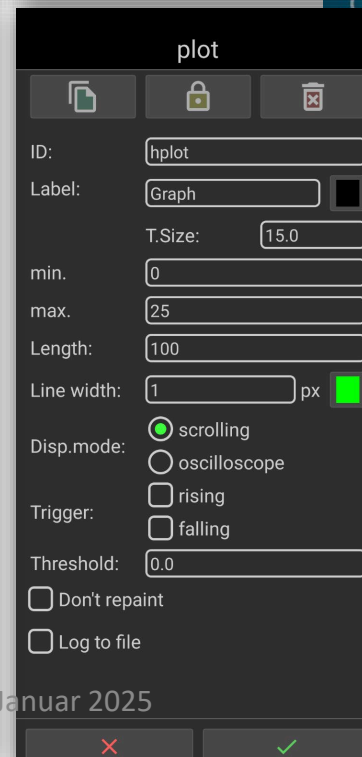 plot
ID: hplot
Label: Graph
T.Size: 15.0
min. 0
max. 25
Length: 100
Line width: 1 px
Disp.mode: scrolling
oscilloscope
Trigger: rising
falling
Threshold: 0.0
Don't repaint
Log to file
Januar 2025